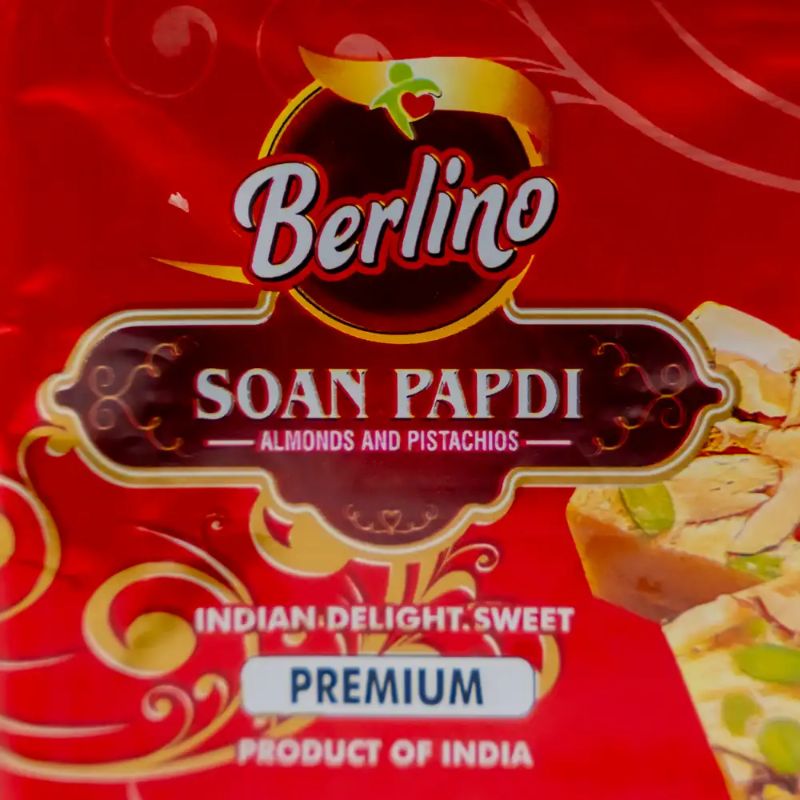 Berlino
SOAN PAPDI
ALMONDS AND PISTACHIOS
INDIAN.DELIGHT.SWEET
PREMIUM
PRODUCT OF INDIA